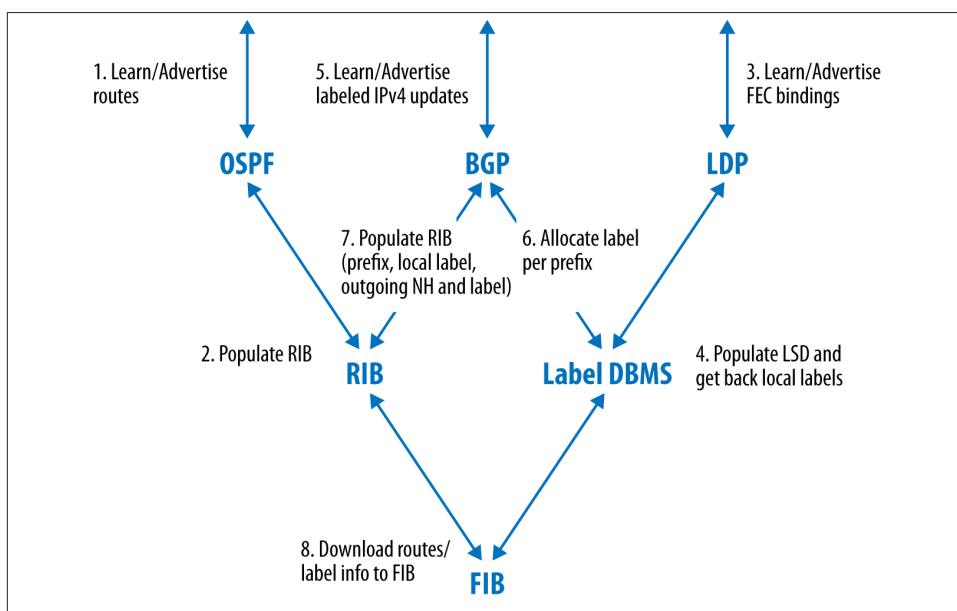 1. Learn/Advertise
routes
5. Learn/Advertise
labeled IPv4 updates
3. Learn/Advertise
FEC bindings
OSPF
BGP
LDP
7. Populate RIB
(prefix, local label,
outgoing NH and label)
6. Allocate label
per prefix
2. Populate RIB
RIB
Label DBMS
4. Populate LSD and
get back local labels
8. Download routes/
label info to FIB
FIB